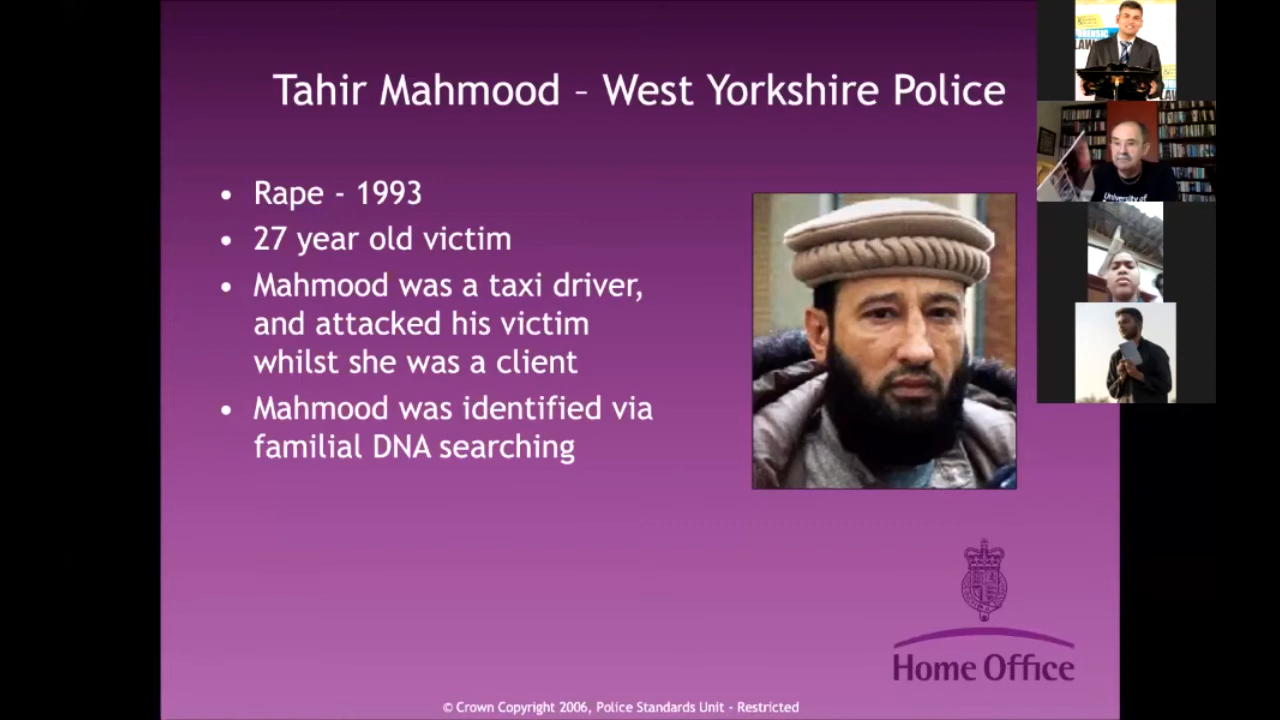 Tahir Mahmood – West Yorkshire Police
• Rape - 1993
• 27 year old victim
• Mahmood was a taxi driver,
and attacked his victim
whilst she was a client
• Mahmood was identified via
familial DNA searching
Home Office
© Crown Copyright 2006, Police Standards Unit - Restricted
University of